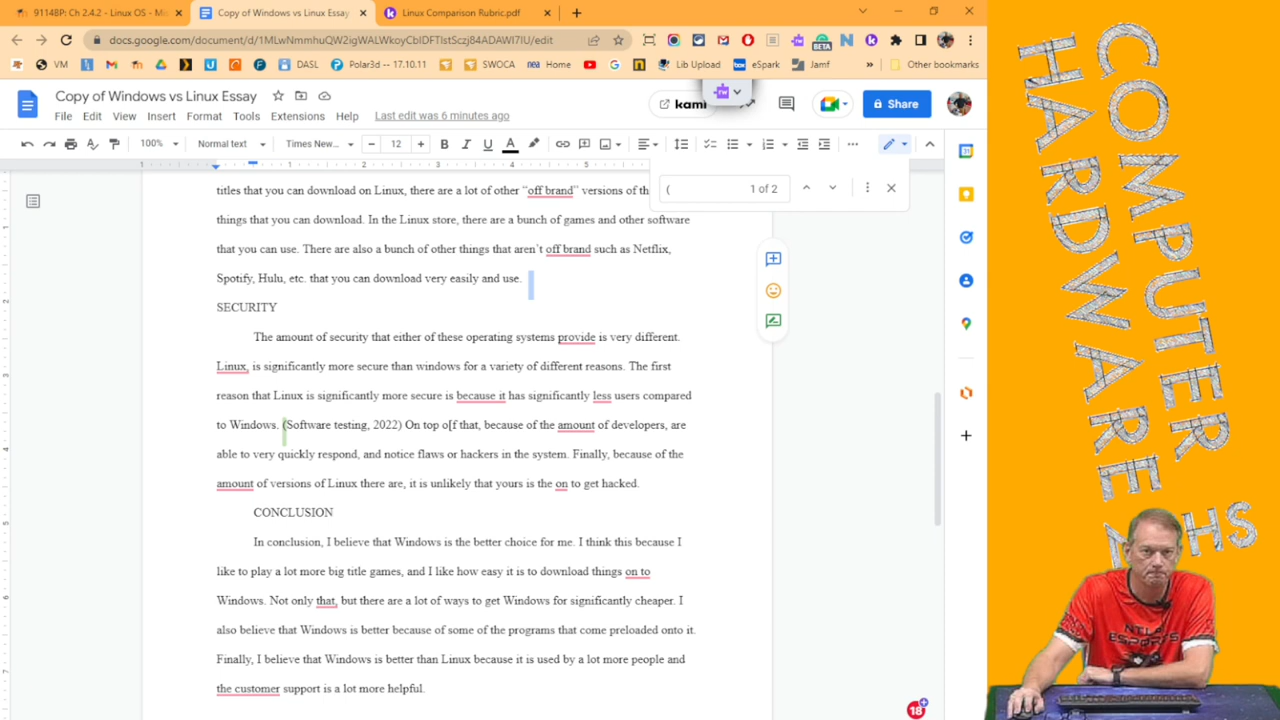 9114BP: Ch 2.4.2 - Linux OS - Mi
Copy of Windows vs Linux Essay
Linux Comparison Rubric.pdf
docs.google.com/document/d/1MLwNmmhuQW2igWALWkoyCbIDFTlstSczj84ADAWI7IU/edit
BETA
VM
DASL
Polar3d -- 17.10.11
SWOCA
nea Home
Lib Upload
box eSpark
Jamf
Other bookmarks
Copy of Windows vs Linux Essay
kami
rw
Share
File Edit View Insert Format Tools Extensions Help Last edit was 6 minutes ago
100% Normal text Times New... 12 B I U A
1 1 2 3 4 5
( 1 of 2
titles that you can download on Linux, there are a lot of other “off brand” versions of th
things that you can download. In the Linux store, there are a bunch of games and other software
that you can use. There are also a bunch of other things that aren't off brand such as Netflix,
Spotify, Hulu, etc. that you can download very easily and use.
SECURITY
The amount of security that either of these operating systems provide is very different.
Linux, is significantly more secure than windows for a variety of different reasons. The first
reason that Linux is significantly more secure is because it has significantly less users compared
to Windows. (Software testing, 2022) On top of that, because of the amount of developers, are
able to very quickly respond, and notice flaws or hackers in the system. Finally, because of the
amount of versions of Linux there are, it is unlikely that yours is the on to get hacked.
CONCLUSION
In conclusion, I believe that Windows is the better choice for me. I think this because I
like to play a lot more big title games, and I like how easy it is to download things on to
Windows. Not only that, but there are a lot of ways to get Windows for significantly cheaper. I
also believe that Windows is better because of some of the programs that come preloaded onto it.
Finally, I believe that Windows is better than Linux because it is used by a lot more people and
the customer support is a lot more helpful.
18
COMPUTER
HARDWARE
HS
ESPORTS